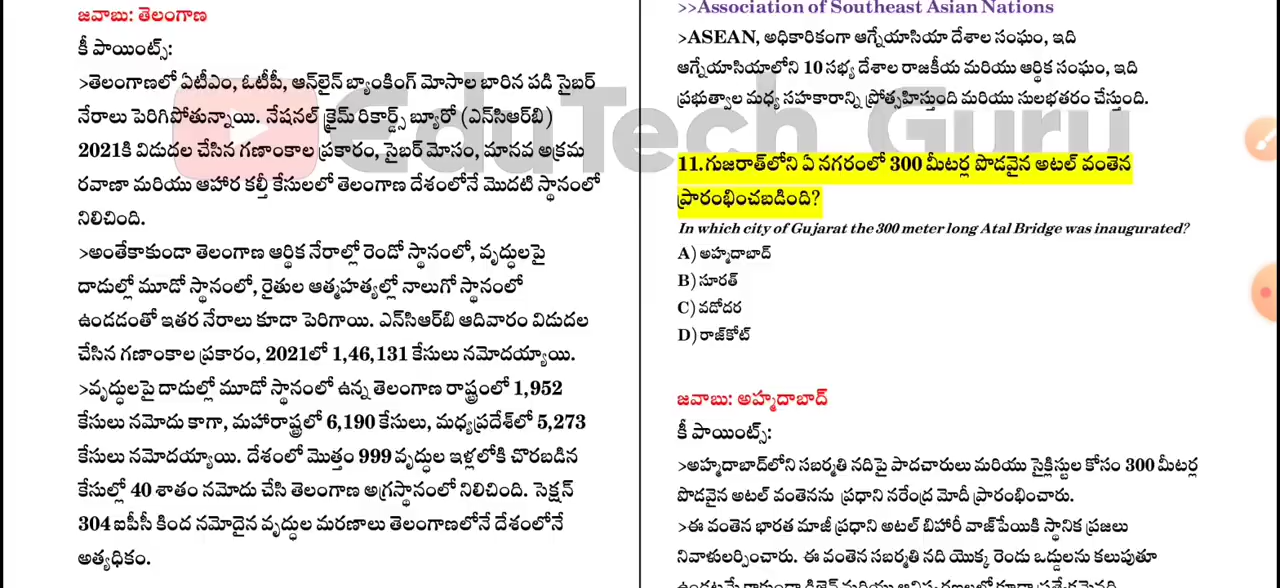 జవాబు: తెలంగాణ
కీ పాయింట్స్:
>తెలంగాణలో ఏటీఎం, ఓటీపీ, ఆన్‌లైన్ బ్యాంకింగ్ మోసాల బారిన పడి సైబర్
నేరాలు పెరిగిపోతున్నాయి. నేషనల్ క్రైమ్ రికార్డ్స్ బ్యూరో (ఎన్‌సిఆర్‌బి)
2021కి విడుదల చేసిన గణాంకాల ప్రకారం, సైబర్ మోసం, మానవ అక్రమ
రవాణా మరియు ఆహార కల్తీ కేసులలో తెలంగాణ దేశంలోనే మొదటి స్థానంలో
నిలిచింది.
>అంతేకాకుండా తెలంగాణ ఆర్థిక నేరాల్లో రెండో స్థానంలో, వృద్ధులపై
దాడుల్లో మూడో స్థానంలో, రైతుల ఆత్మహత్యల్లో నాలుగో స్థానంలో
ఉండడంతో ఇతర నేరాలు కూడా పెరిగాయి. ఎన్‌సిఆర్‌బి ఆదివారం విడుదల
చేసిన గణాంకాల ప్రకారం, 2021లో 1,46,131 కేసులు నమోదయ్యాయి.
>వృద్ధులపై దాడుల్లో మూడో స్థానంలో ఉన్న తెలంగాణ రాష్ట్రంలో 1,952
కేసులు నమోదు కాగా, మహారాష్ట్రలో 6,190 కేసులు, మధ్యప్రదేశ్‌లో 5,273
కేసులు నమోదయ్యాయి. దేశంలో మొత్తం 999 వృద్ధుల ఇళ్లలోకి చొరబడిన
కేసుల్లో 40 శాతం నమోదు చేసి తెలంగాణ అగ్రస్థానంలో నిలిచింది. సెక్షన్
304 ఐపీసీ కింద నమోదైన వృద్ధుల మరణాలు తెలంగాణలోనే దేశంలోనే
అత్యధికం.
>>Association of Southeast Asian Nations
>ASEAN, అధికారికంగా ఆగ్నేయాసియా దేశాల సంఘం, ఇది
ఆగ్నేయాసియాలోని 10 సభ్య దేశాల రాజకీయ మరియు ఆర్థిక సంఘం, ఇది
ప్రభుత్వాల మధ్య సహకారాన్ని ప్రోత్సహిస్తుంది మరియు సులభతరం చేస్తుంది.
EduTech Guru
11.గుజరాత్‌లోని ఏ నగరంలో 300 మీటర్ల పొడవైన అటల్ వంతెన
ప్రారంభించబడింది?
In which city of Gujarat the 300 meter long Atal Bridge was inaugurated?
A) అహ్మదాబాద్
B) సూరత్
C) వడోదర
D) రాజ్‌కోట్
జవాబు: అహ్మదాబాద్
కీ పాయింట్స్:
>అహ్మదాబాద్‌లోని సబర్మతి నదిపై పాదచారులు మరియు సైక్లిస్టుల కోసం 300 మీటర్ల
పొడవైన అటల్ వంతెనను ప్రధాని నరేంద్ర మోదీ ప్రారంభించారు.
>ఈ వంతెన భారత మాజీ ప్రధాని అటల్ బిహారీ వాజ్‌పేయికి స్థానిక ప్రజలు
నివాళులర్పించారు. ఈ వంతెన సబర్మతి నది యొక్క రెండు ఒడ్డులను కలుపుతూ